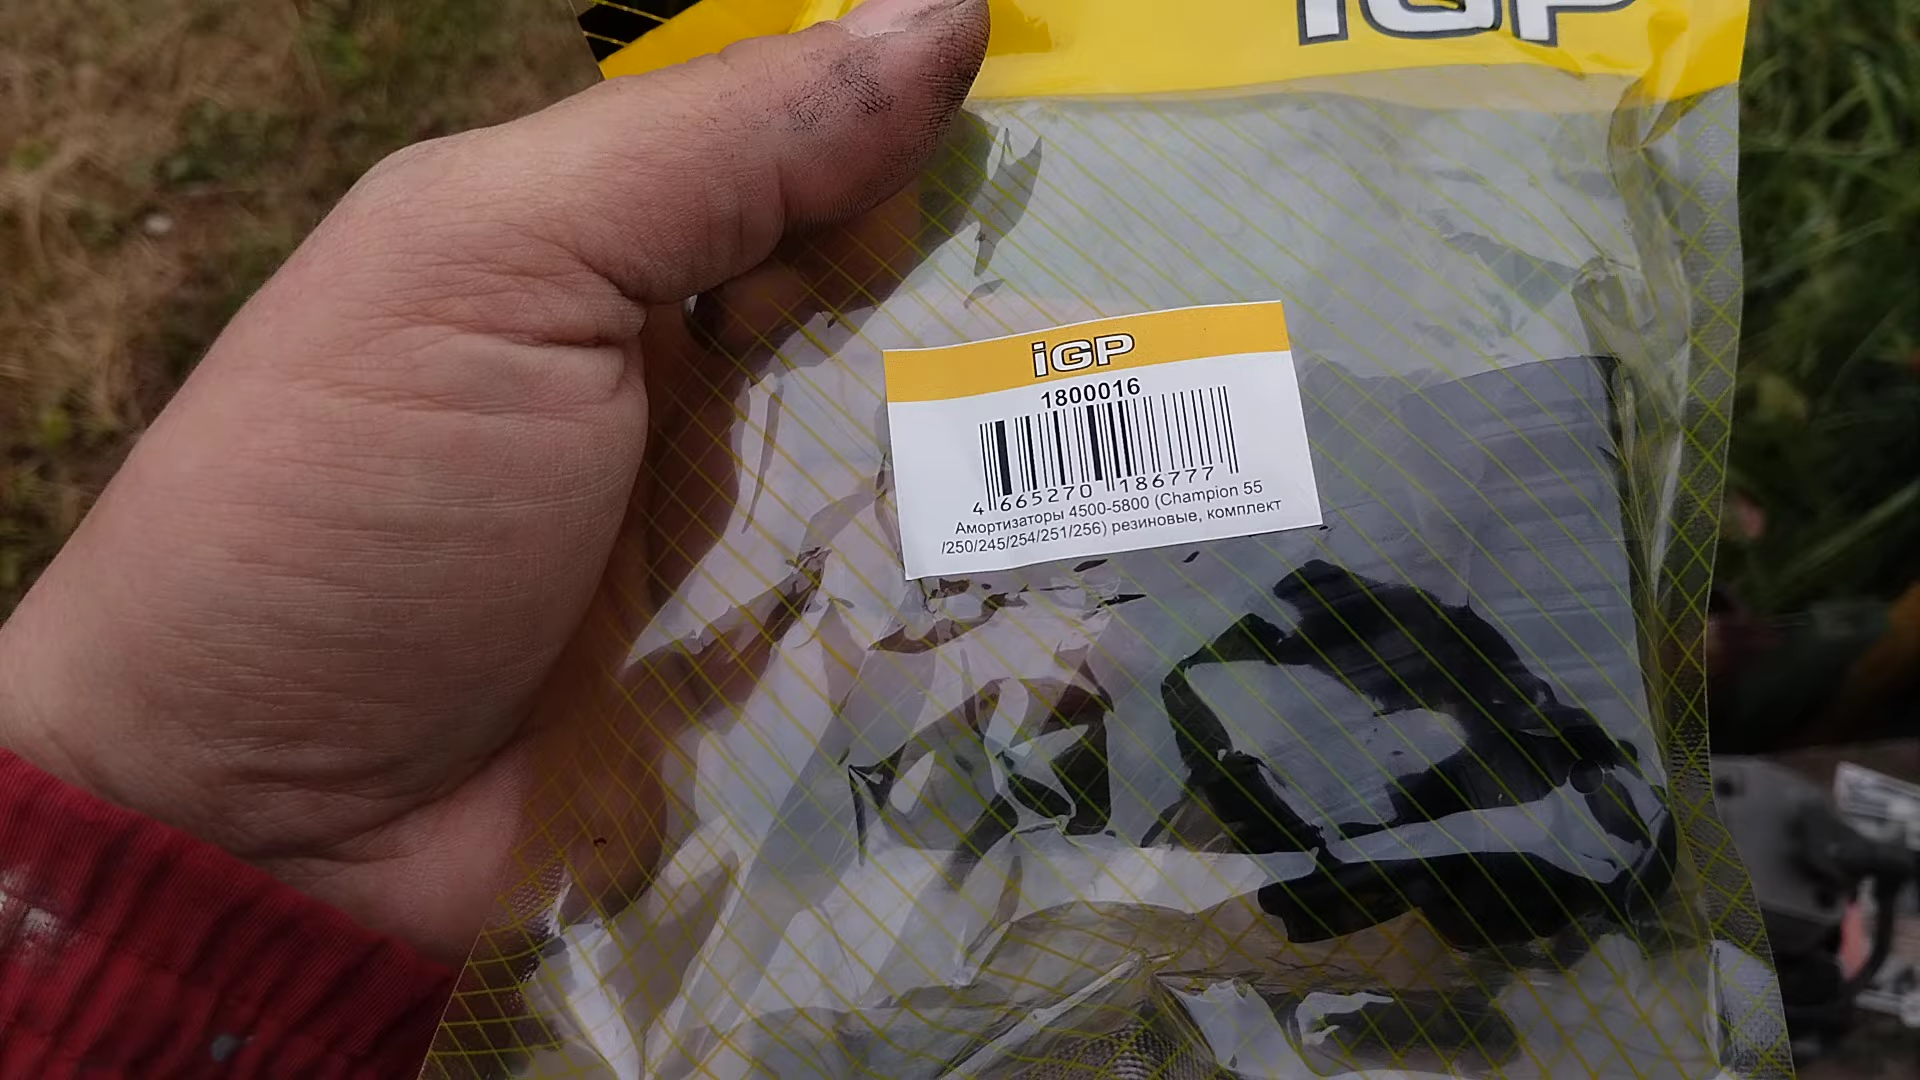 iGP
iGP
1800016
4 665270 186777
Амортизаторы 4500-5800 (Champion 55
/250/245/254/251/256) резиновые, комплект